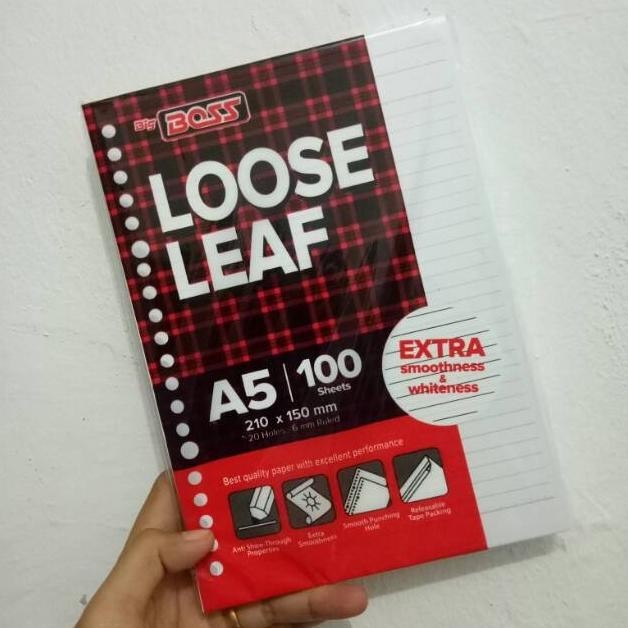 Big BOSS
LOOSE
LEAF
A5 | 100
Sheets
210 x 150 mm
20 Holes - 6 mm Ruled
EXTRA
smoothness
&
whiteness
Best quality paper with excellent performance
Anti Show-Through
Properties
Extra
Smoothness
Smooth Punching
Hole
Releasable
Tape Packing